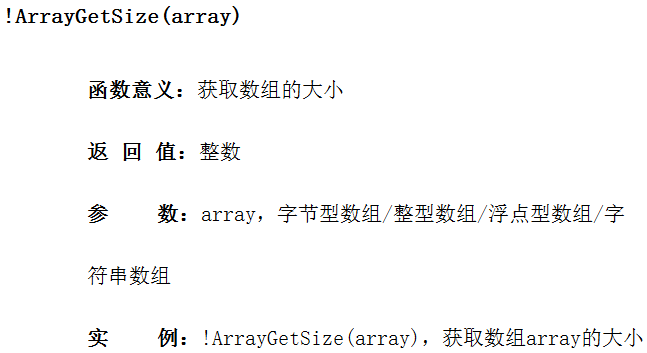 !ArrayGetSize(array)
函数意义：获取数组的大小
返 回 值：整数
参    数：array，字节型数组/整型数组/浮点型数组/字
符串数组
实    例：!ArrayGetSize(array)，获取数组array的大小